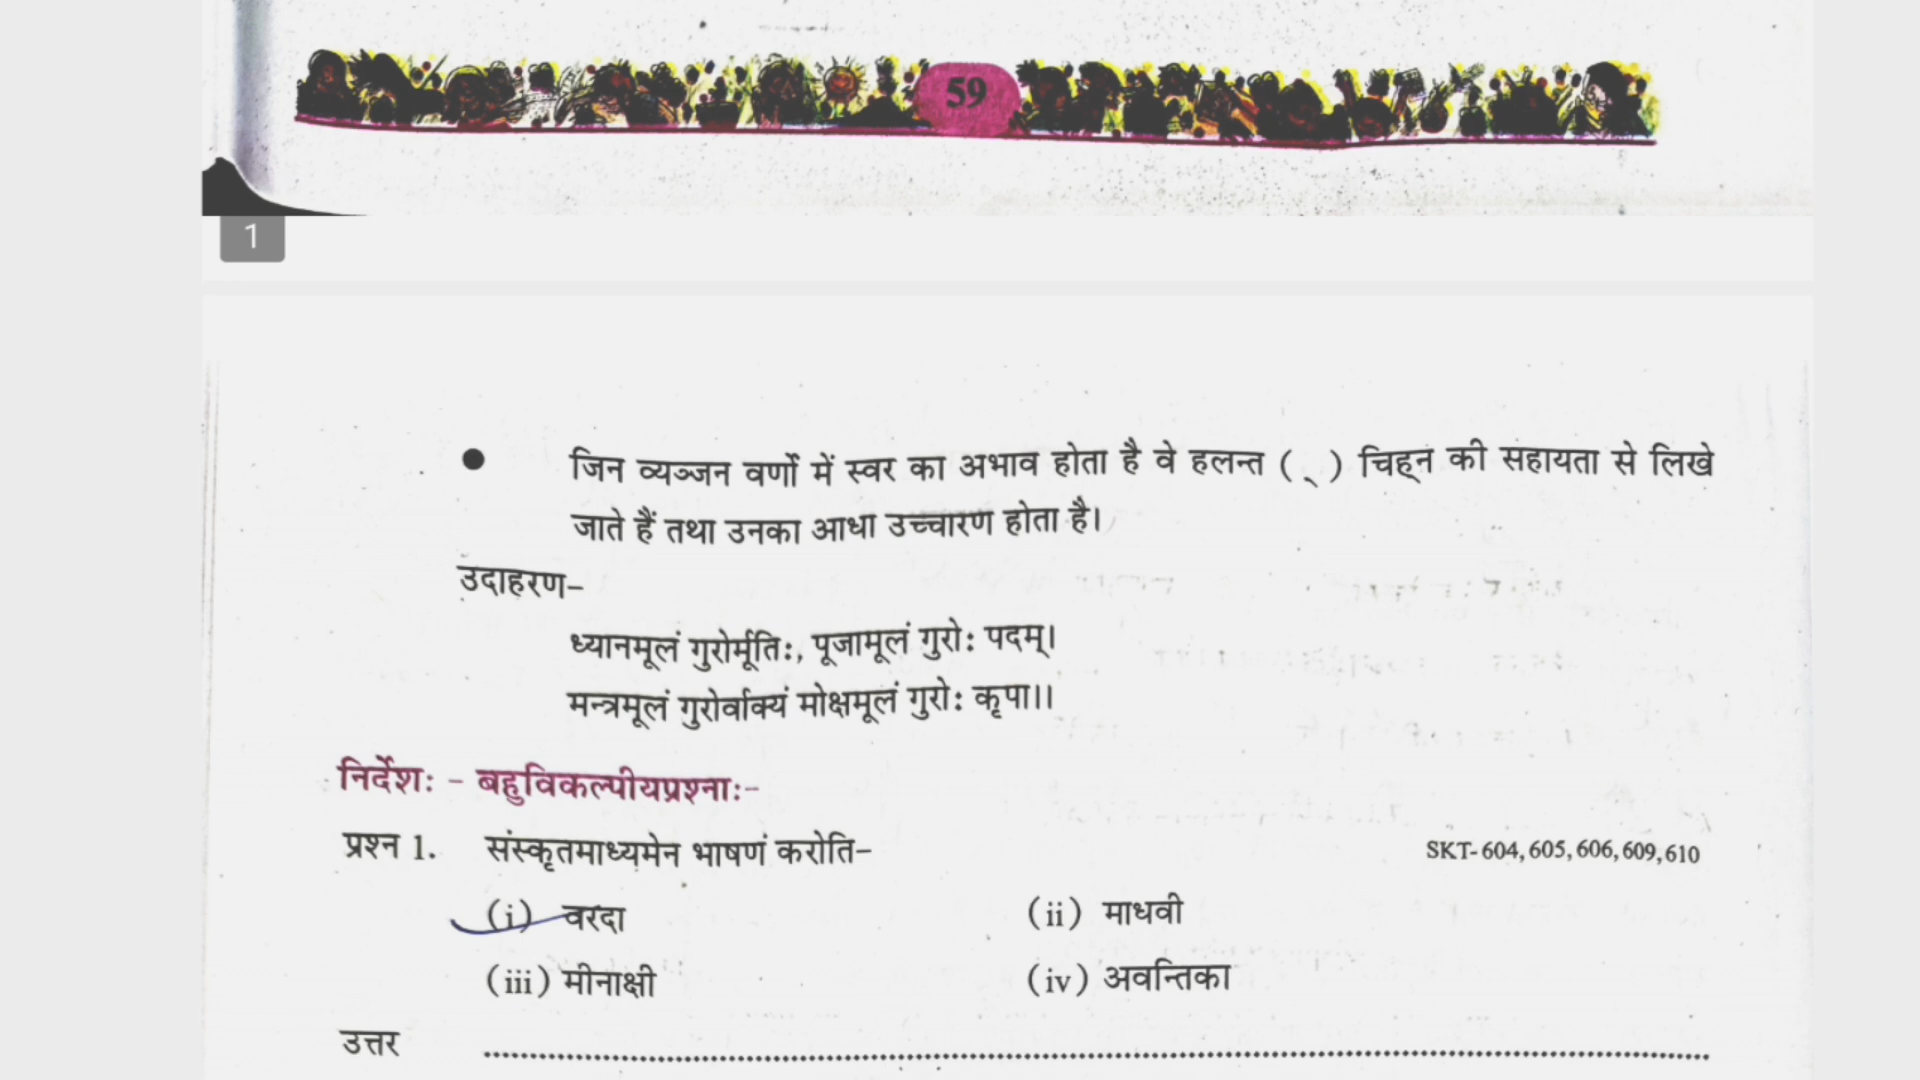 59
1
● जिन व्यञ्जन वर्णों में स्वर का अभाव होता है वे हलन्त ( ् ) चिह्न की सहायता से लिखे
जाते हैं तथा उनका आधा उच्चारण होता है।
उदाहरण–
ध्यानमूलं गुरोर्मूतिः, पूजामूलं गुरोः पदम्।
मन्त्रमूलं गुरोर्वाक्यं मोक्षमूलं गुरोः कृपा।।
निर्देशः - बहुविकल्पीयप्रश्नाः-
प्रश्न 1. संस्कृतमाध्यमेन भाषणं करोति– SKT-604, 605, 606, 609, 610
(i) वरदा (ii) माधवी
(iii) मीनाक्षी (iv) अवन्तिका
उत्तर ........................................